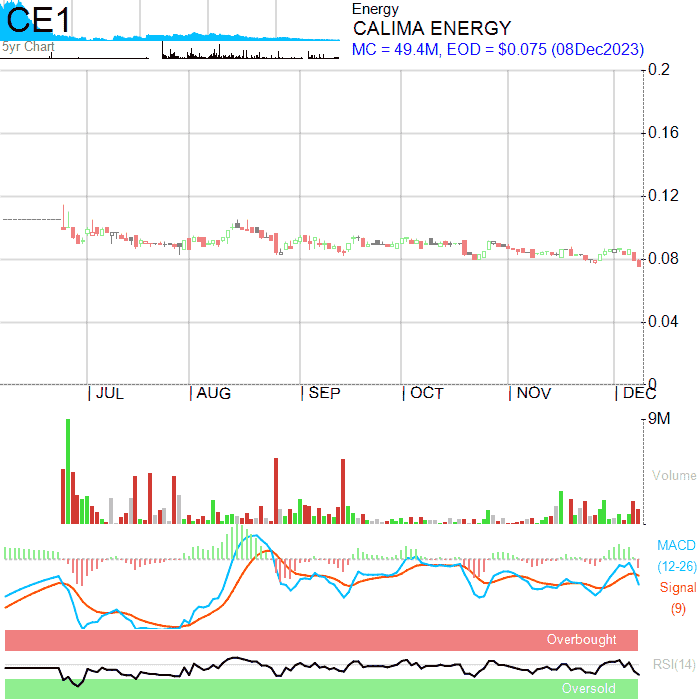 CE1
5yr Chart
Energy
CALIMA ENERGY
MC = 49.4M, EOD = $0.075 (08Dec2023)
0.2
0.16
0.12
0.08
0.04
0
JUL AUG SEP OCT NOV DEC
9M
Volume
MACD
(12-26)
Signal
(9)
Overbought
RSI(14)
Oversold